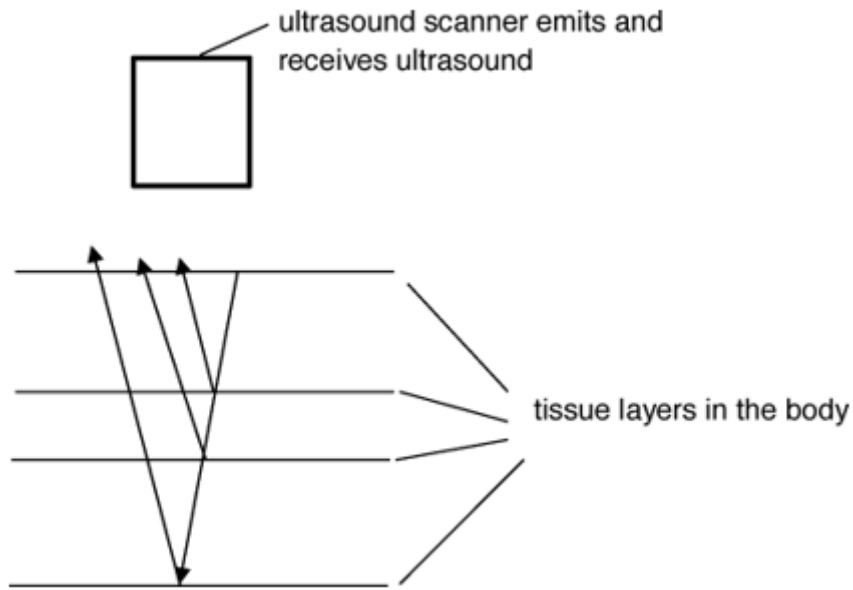 ultrasound scanner emits and
receives ultrasound
tissue layers in the body